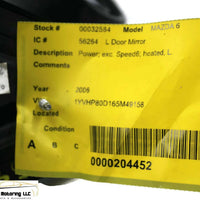 Stock # 00032584 Model MAZDA 6
IC # 56264 L Door Mirror
Description Power; exc. Speed6; heated, L.
Comments
Year 2006
1YVHP80D165M49158
Located
Condition
A B C
0000204452
Motoring LLC